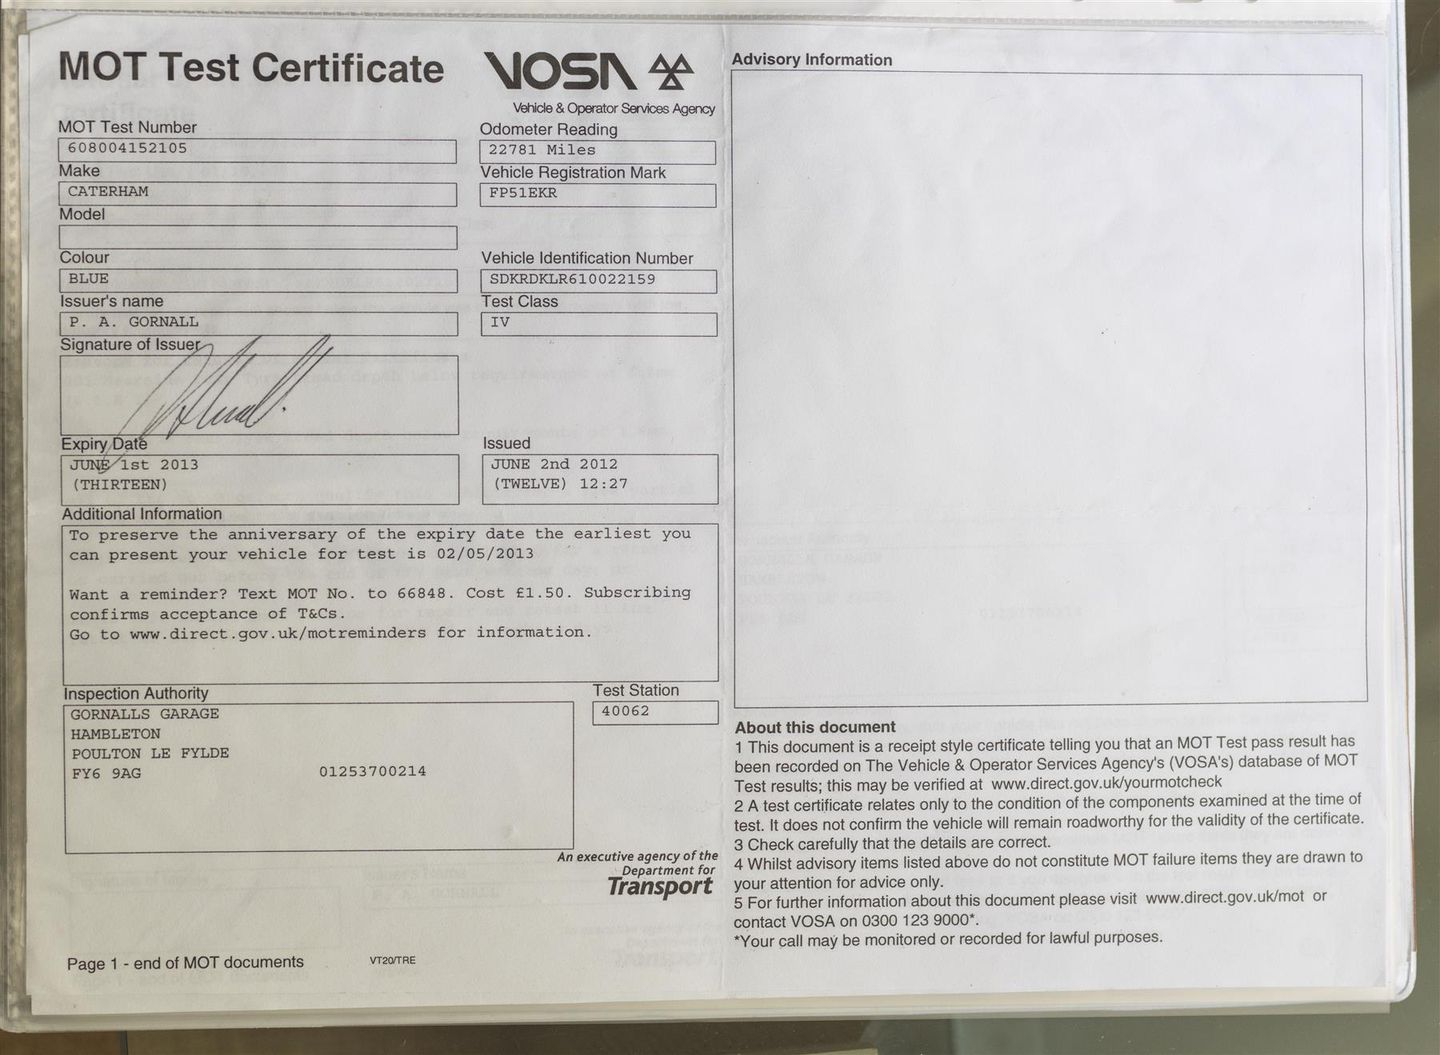 MOT Test Certificate
VOSA
Vehicle & Operator Services Agency
MOT Test Number
608004152105
Odometer Reading
22781 Miles
Make
CATERHAM
Vehicle Registration Mark
FP51EKR
Model
Colour
BLUE
Vehicle Identification Number
SDKRDKLR610022159
Issuer's name
P. A. GORNALL
Test Class
IV
Signature of Issuer
Expiry Date
JUNE 1st 2013
(THIRTEEN)
Issued
JUNE 2nd 2012
(TWELVE) 12:27
Additional Information
To preserve the anniversary of the expiry date the earliest you
can present your vehicle for test is 02/05/2013
Want a reminder? Text MOT No. to 66848. Cost £1.50. Subscribing
confirms acceptance of T&Cs.
Go to www.direct.gov.uk/motreminders for information.
Inspection Authority
GORNALLS GARAGE
HAMBLETON
POULTON LE FYLDE
FY6 9AG 01253700214
Test Station
40062
An executive agency of the
Department for
Transport
Page 1 - end of MOT documents VT20/TRE
Advisory Information
About this document
1 This document is a receipt style certificate telling you that an MOT Test pass result has
been recorded on The Vehicle & Operator Services Agency's (VOSA's) database of MOT
Test results; this may be verified at www.direct.gov.uk/yourmotcheck
2 A test certificate relates only to the condition of the components examined at the time of
test. It does not confirm the vehicle will remain roadworthy for the validity of the certificate.
3 Check carefully that the details are correct.
4 Whilst advisory items listed above do not constitute MOT failure items they are drawn to
your attention for advice only.
5 For further information about this document please visit www.direct.gov.uk/mot or
contact VOSA on 0300 123 9000*.
*Your call may be monitored or recorded for lawful purposes.